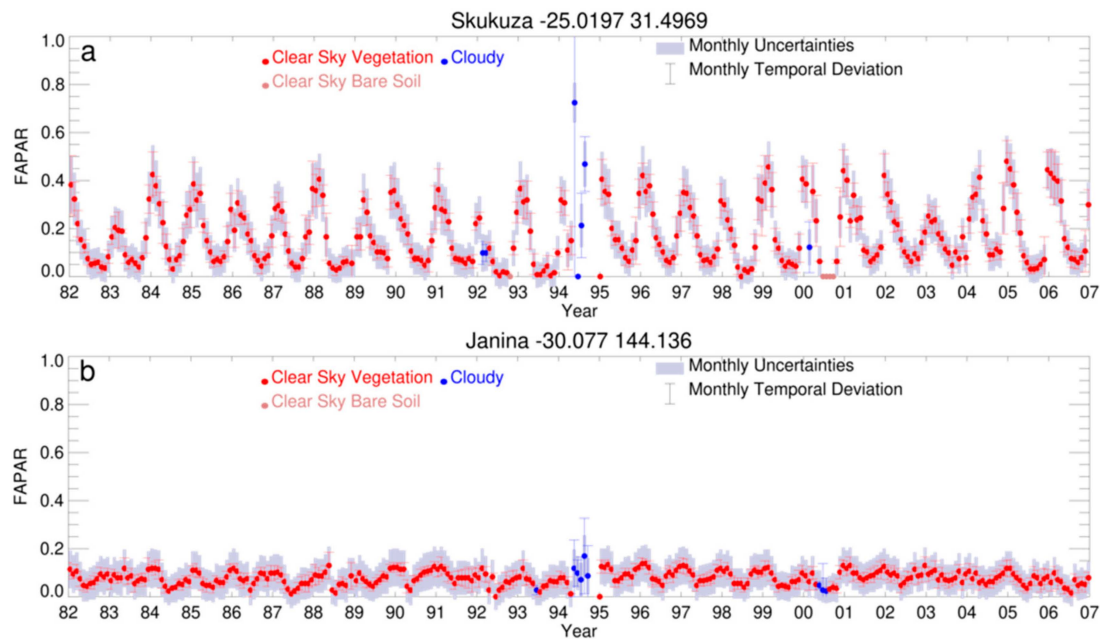 Skukuza -25.0197 31.4969
a
Clear Sky Vegetation Cloudy Monthly Uncertainties
Clear Sky Bare Soil Monthly Temporal Deviation
1.0
0.8
0.6
0.4
0.2
0.0
FAPAR
82 83 84 85 86 87 88 89 90 91 92 93 94 95 96 97 98 99 00 01 02 03 04 05 06 07
Year
Janina -30.077 144.136
b
Clear Sky Vegetation Cloudy Monthly Uncertainties
Clear Sky Bare Soil Monthly Temporal Deviation
1.0
0.8
0.6
0.4
0.2
0.0
FAPAR
82 83 84 85 86 87 88 89 90 91 92 93 94 95 96 97 98 99 00 01 02 03 04 05 06 07
Year